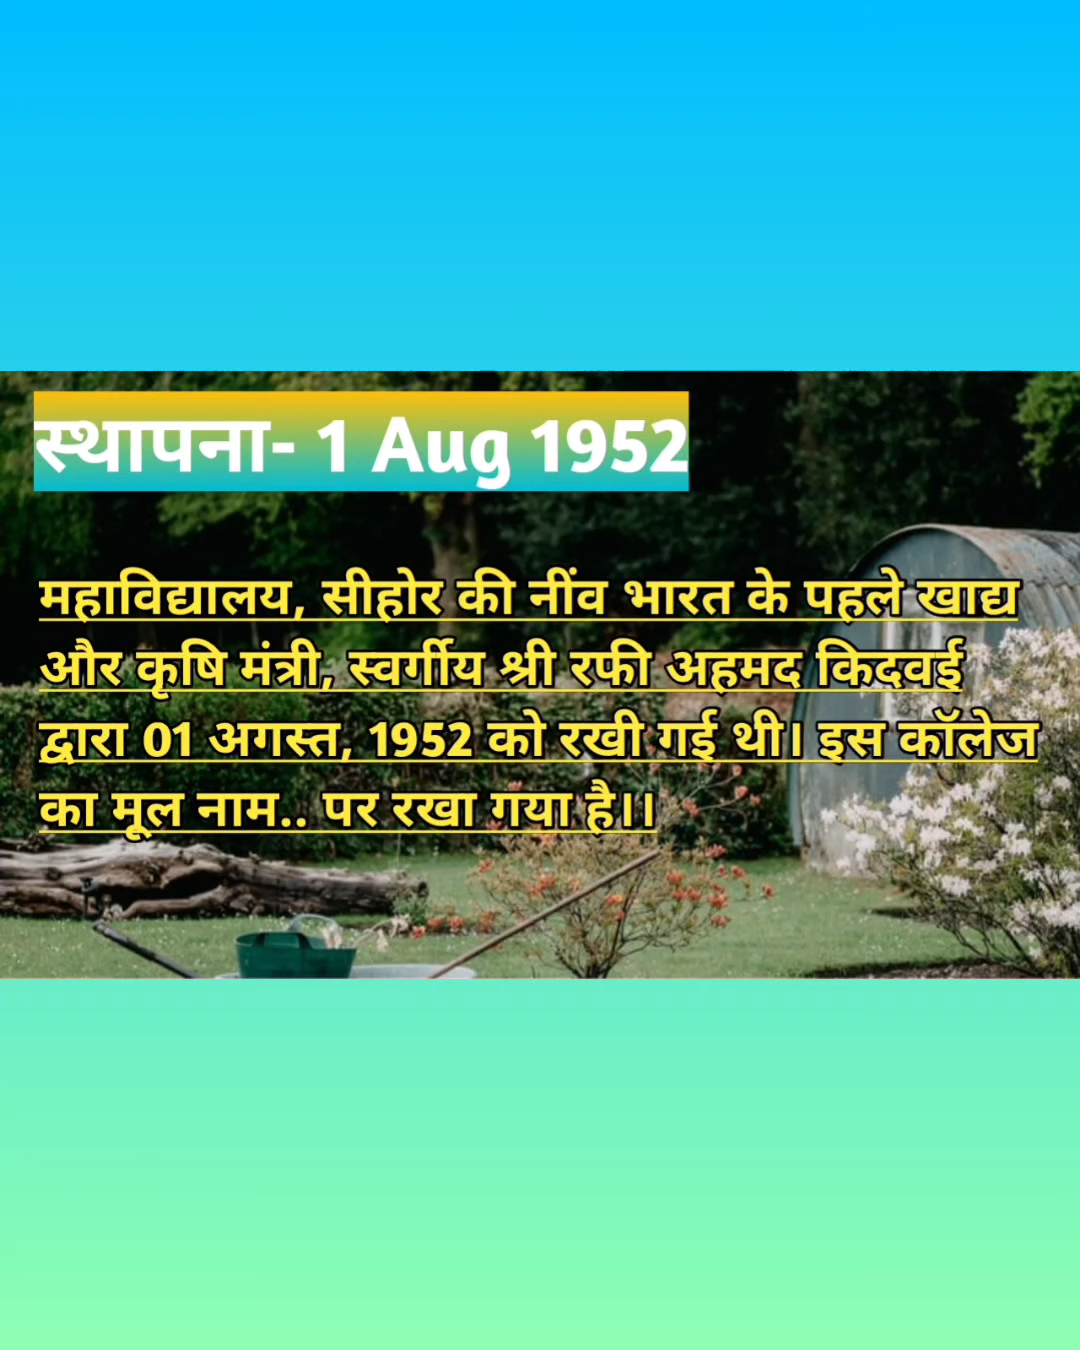 स्थापना- 1 Aug 1952
महाविद्यालय, सीहोर की नींव भारत के पहले खाद्य
और कृषि मंत्री, स्वर्गीय श्री रफी अहमद किदवई
द्वारा 01 अगस्त, 1952 को रखी गई थी। इस कॉलेज
का मूल नाम.. पर रखा गया है।।